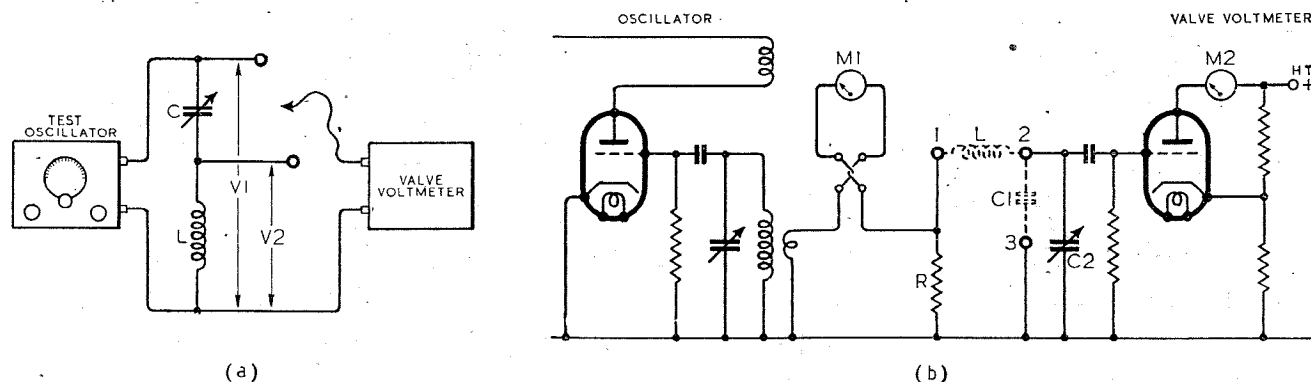 TEST
OSCILLATOR
C
L
V1
V2
VALVE
VOLTMETER
(a)
OSCILLATOR
M1
R
1
L
2
C1
3
C2
VALVE VOLTMETER
M2
HT
+
(b)